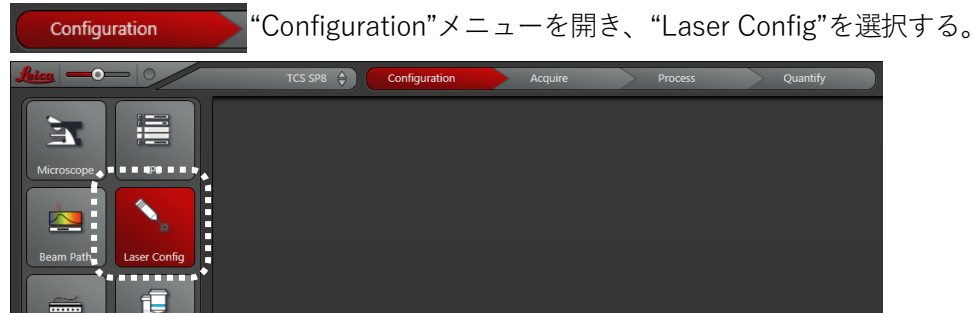 Configuration “Configuration”メニューを開き、“Laser Config”を選択する。
Leica TCS SP8 Configuration Acquire Process Quantify
Microscope
Beam Path Laser Config